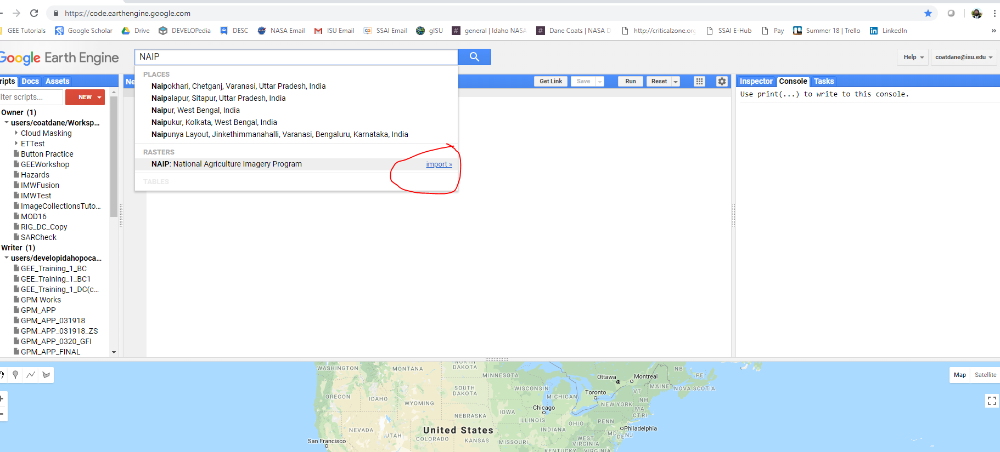 https://code.earthengine.google.com
GEE Tutorials
Google Scholar
Drive
DEVELOPedia
DESC
NASA Email
ISU Email
SSAI Email
gISU
general | Idaho NASA
Dane Coats | NASA D
http://criticalzone.org
SSAI E-Hub
Pay
Summer 18 | Trello
LinkedIn
»
Google Earth Engine
NAIP
Help
coatdane@isu.edu
ripts
Docs
Assets
Ne
Get Link
Save
Run
Reset
Inspector
Console
Tasks
lter scripts...
NEW
Use print(...) to write to this console.
PLACES
Naipokhari, Chetganj, Varanasi, Uttar Pradesh, India
Naipalapur, Sitapur, Uttar Pradesh, India
Naipur, West Bengal, India
Naipukur, Kolkata, West Bengal, India
Naipunya Layout, Jinkethimmanahalli, Varanasi, Bengaluru, Karnataka, India
RASTERS
NAIP: National Agriculture Imagery Program
import »
TABLES
Owner (1)
users/coatdane/Worksp...
Cloud Masking
ETTest
Button Practice
GEEWorkshop
Hazards
IMWFusion
IMWTest
ImageCollectionsTuto...
MOD16
RIG_DC_Copy
SARCheck
Writer (1)
users/developidahopoca...
GEE_Training_1_BC
GEE_Training_1_BC1
GEE_Training_1_DC(c...
GPM Works
GPM_APP
GPM_APP_031918
GPM_APP_031918_ZS
GPM_APP_0320_GFI
GPM_APP_FINAL
Map
Satellite
WASHINGTON
MONTANA
NORTH
DAKOTA
MINNESOTA
Ottawa
Montreal
NB
PE
MAINE
NOVA SCOTIA
OREGON
IDAHO
SOUTH
DAKOTA
WISCONSIN
MICHIGAN
Toronto
VT
NH
WYOMING
NEW YORK
MA
CT
RI
IOWA
Chicago
NEBRASKA
ILLINOIS
INDIANA
OHIO
PENN
Philadelphia
NEVADA
UTAH
United States
COLORADO
KANSAS
MISSOURI
WEST
VIRGINIA
MD
DE
NJ
San Francisco
KENTUCKY
VIRGINIA